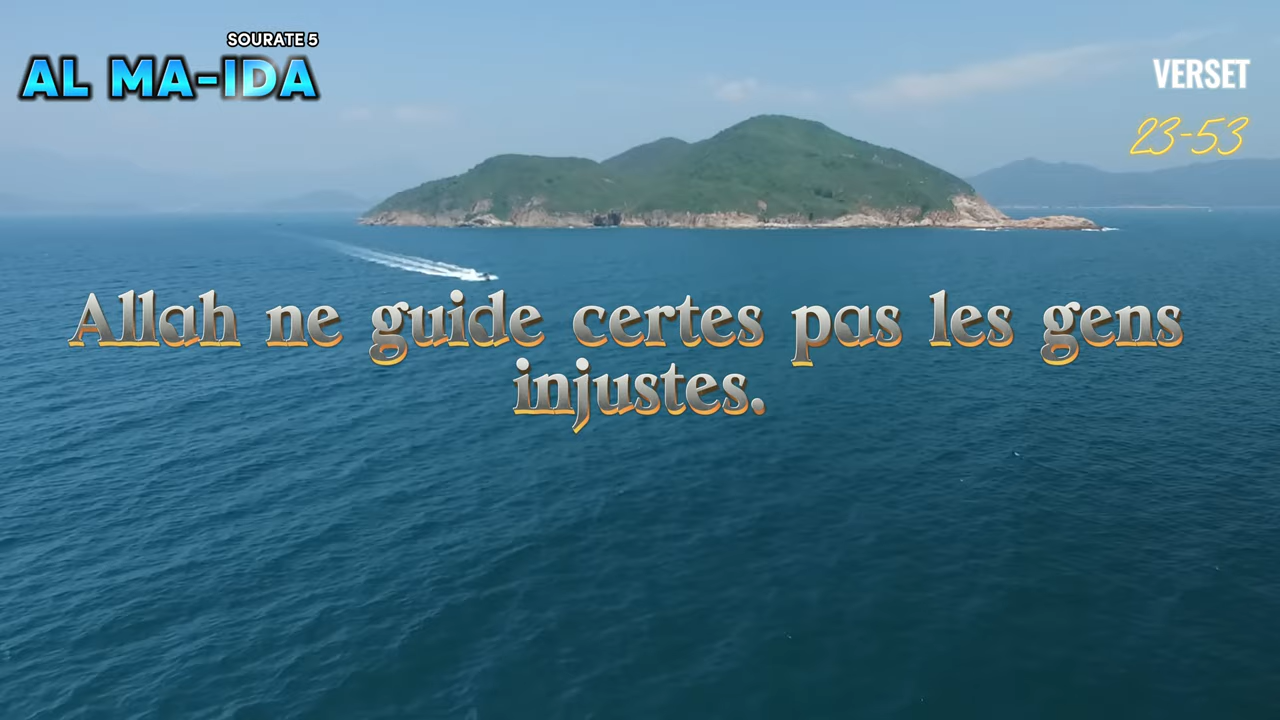 SOURATE 5
AL MA-IDA
VERSET
23-53
Allah ne guide certes pas les gens
injustes.